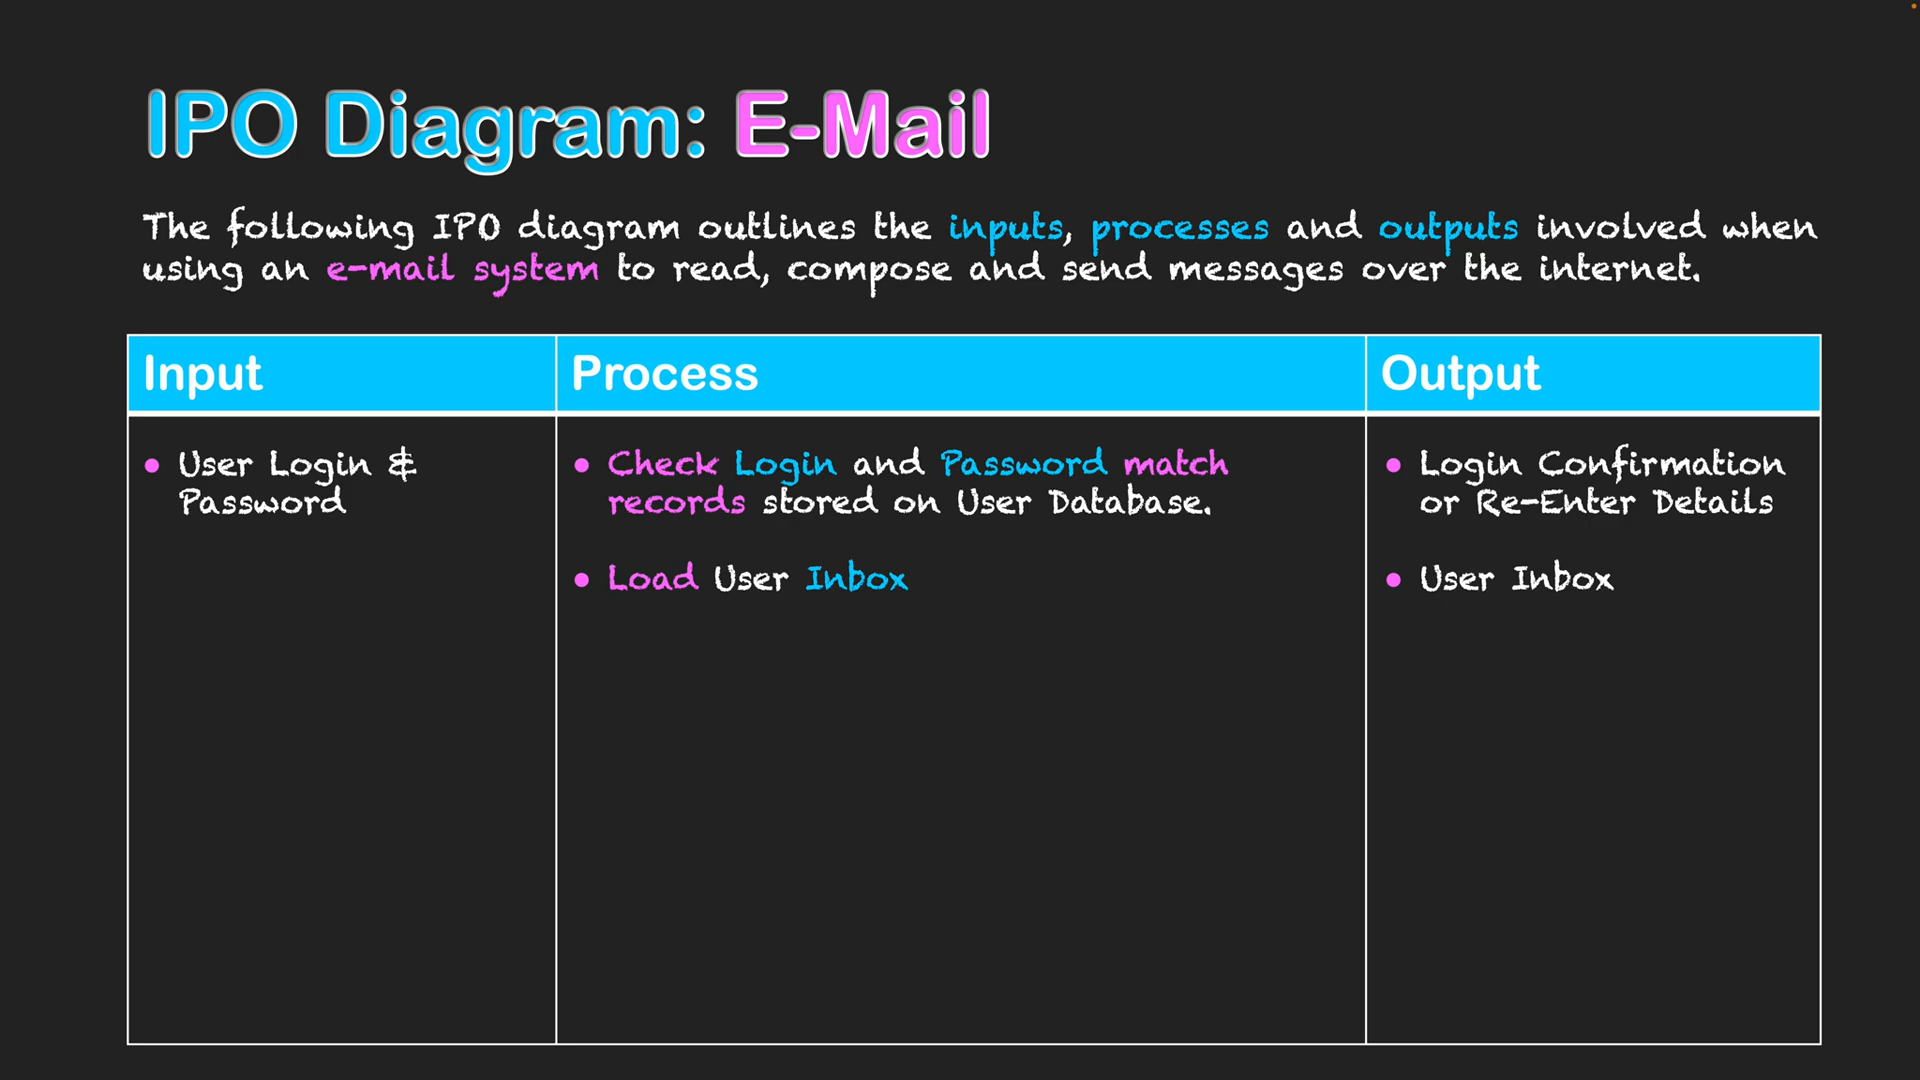 IPO Diagram: E-Mail
The following IPO diagram outlines the inputs, processes and outputs involved when
using an e-mail system to read, compose and send messages over the internet.
Input
Process
Output
• User Login &
Password
• Check Login and Password match
records stored on User Database.
• Load User Inbox
• Login Confirmation
or Re-Enter Details
• User Inbox